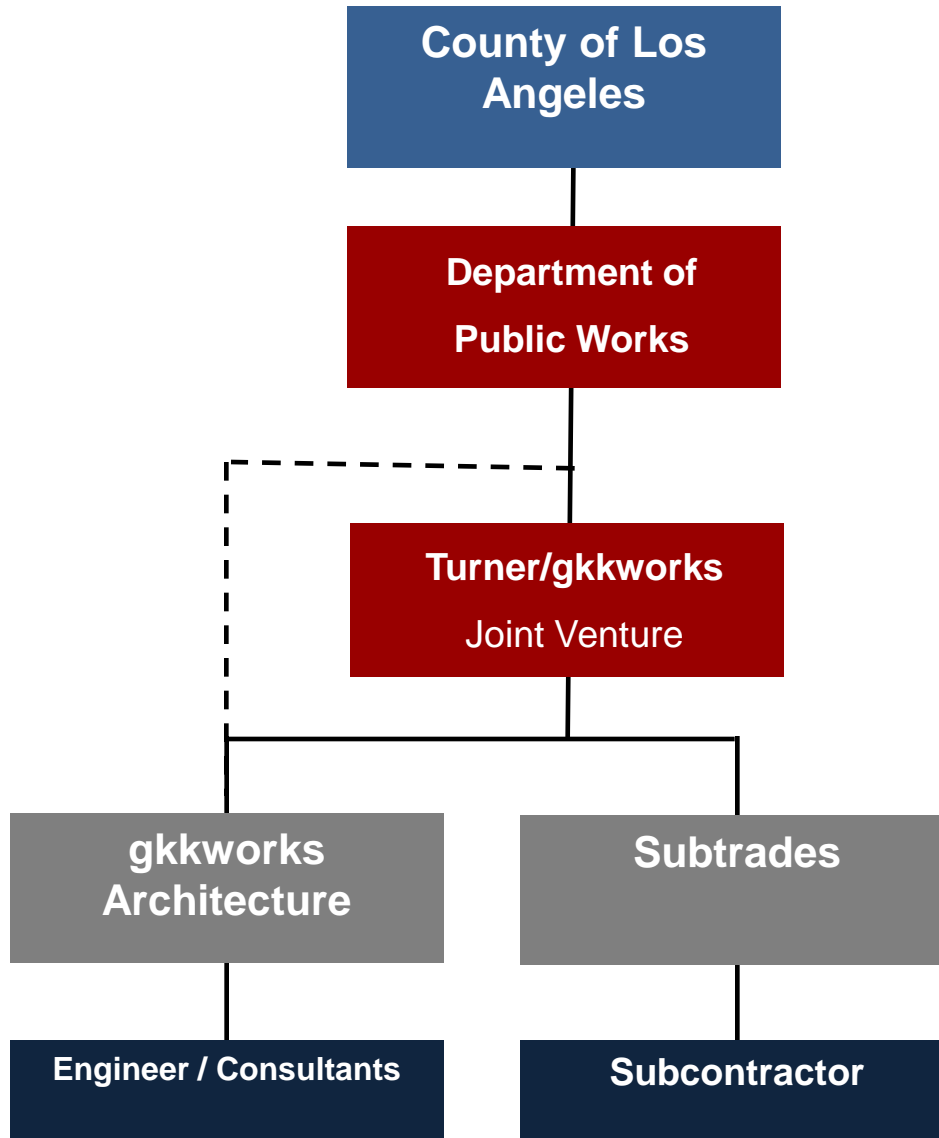 County of Los
Angeles
Department of
Public Works
Turner/gkkworks
Joint Venture
gkkworks
Architecture
Subtrades
Engineer / Consultants
Subcontractor